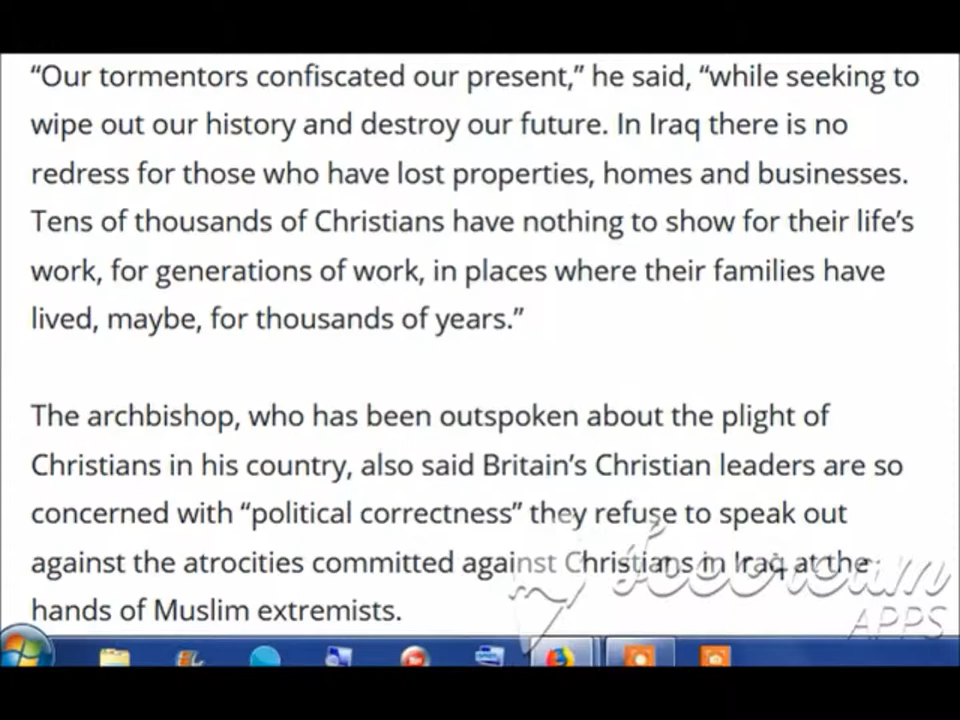 “Our tormentors confiscated our present,” he said, “while seeking to
wipe out our history and destroy our future. In Iraq there is no
redress for those who have lost properties, homes and businesses.
Tens of thousands of Christians have nothing to show for their life’s
work, for generations of work, in places where their families have
lived, maybe, for thousands of years.”
The archbishop, who has been outspoken about the plight of
Christians in his country, also said Britain’s Christian leaders are so
concerned with “political correctness” they refuse to speak out
against the atrocities committed against Christians in Iraq at the
hands of Muslim extremists.
Icecream
APPS